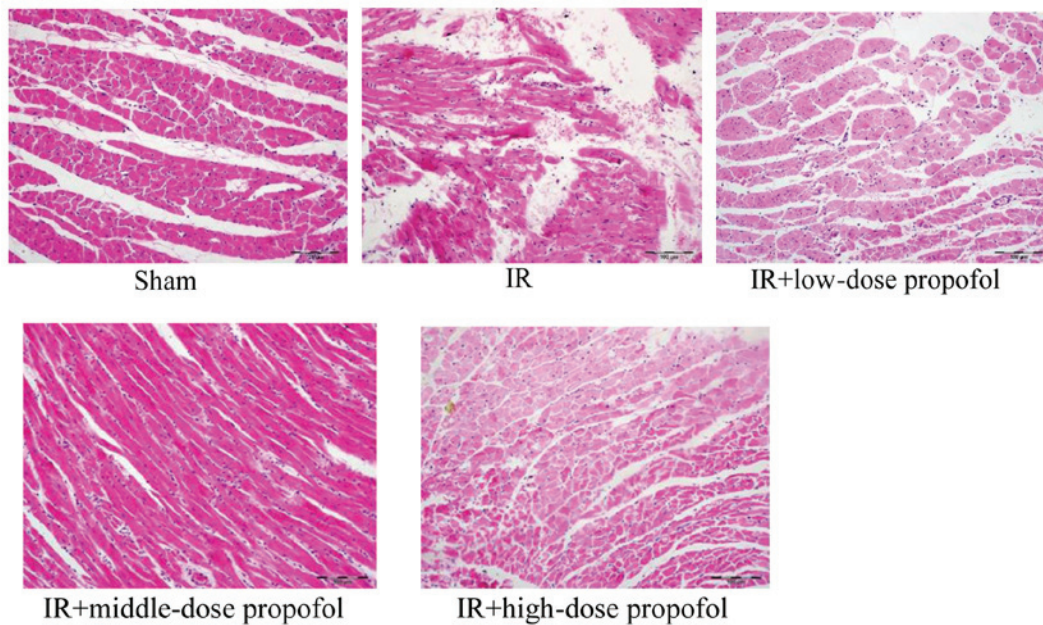 Sham
IR
IR+low-dose propofol
IR+middle-dose propofol
IR+high-dose propofol